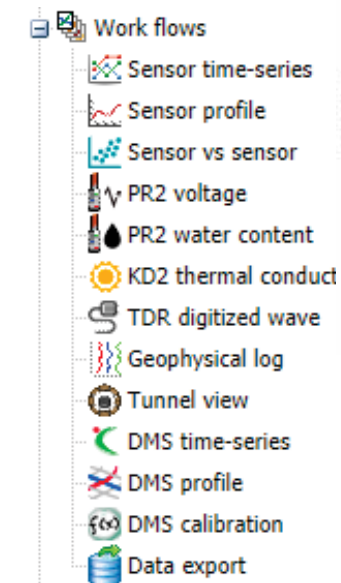 Work flows
Sensor time-series
Sensor profile
Sensor vs sensor
PR2 voltage
PR2 water content
KD2 thermal conduct
TDR digitized wave
Geophysical log
Tunnel view
DMS time-series
DMS profile
f(x) DMS calibration
Data export